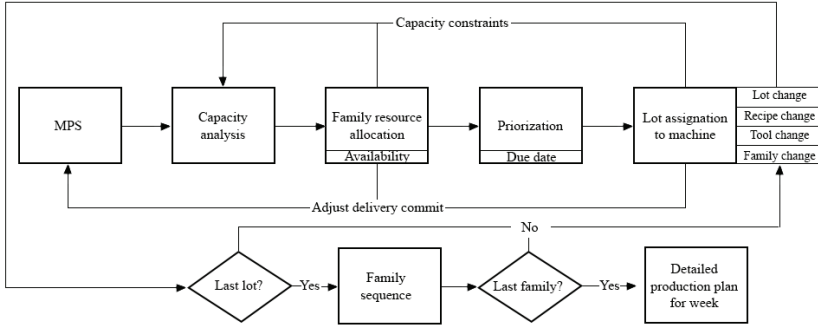 Capacity constraints
MPS
Capacity
analysis
Family resource
allocation
Availability
Priorization
Due date
Lot assignation
to machine
Lot change
Recipe change
Tool change
Family change
Adjust delivery commit
No
Last lot?
Yes
Family
sequence
Last family?
Yes
Detailed
production plan
for week